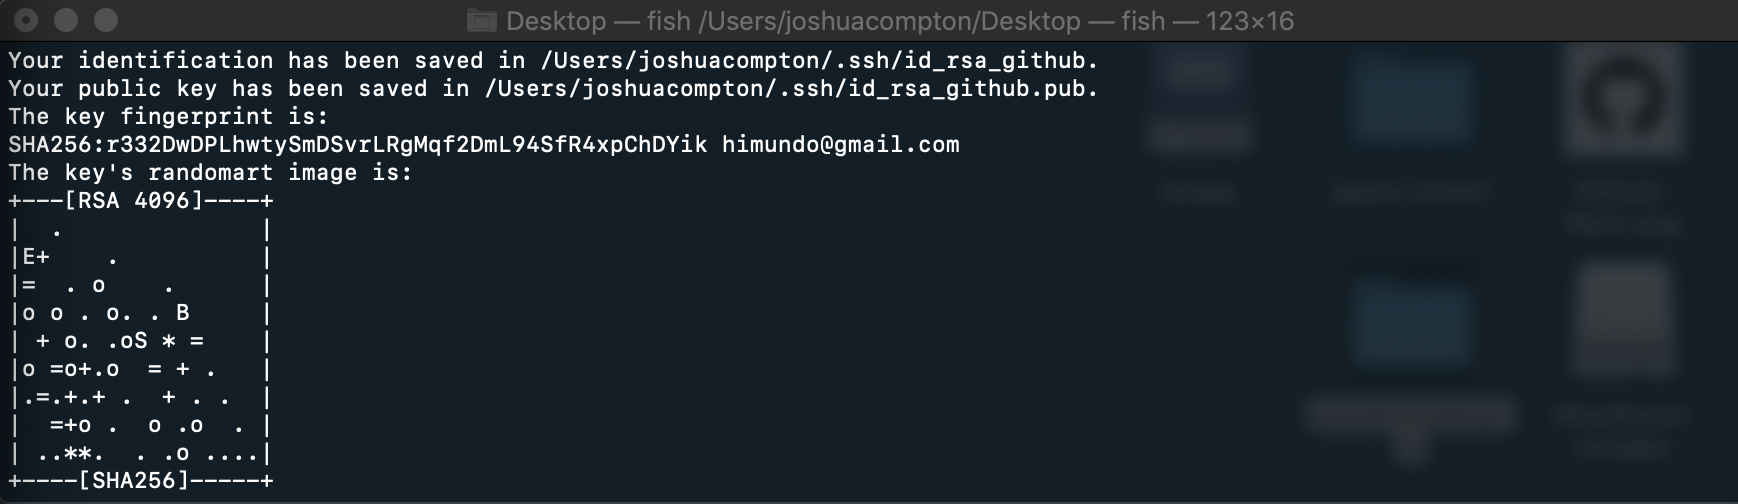 Desktop — fish /Users/joshuacompton/Desktop — fish — 123×16
Your identification has been saved in /Users/joshuacompton/.ssh/id_rsa_github.
Your public key has been saved in /Users/joshuacompton/.ssh/id_rsa_github.pub.
The key fingerprint is:
SHA256:r332DwDPLhwtySmDSvrLRgMqf2DmL94SfR4xpChDYik himundo@gmail.com
The key's randomart image is:
+---[RSA 4096]----+
|  .              |
|E+    .          |
|=  . o    .      |
|o o . o. . B     |
| + o. .oS * =    |
|o =o+.o  = + .   |
|.=.+.+ .  + . .  |
|  =+o .  o .o  . |
| ..**.  . .o ....|
+----[SHA256]-----+